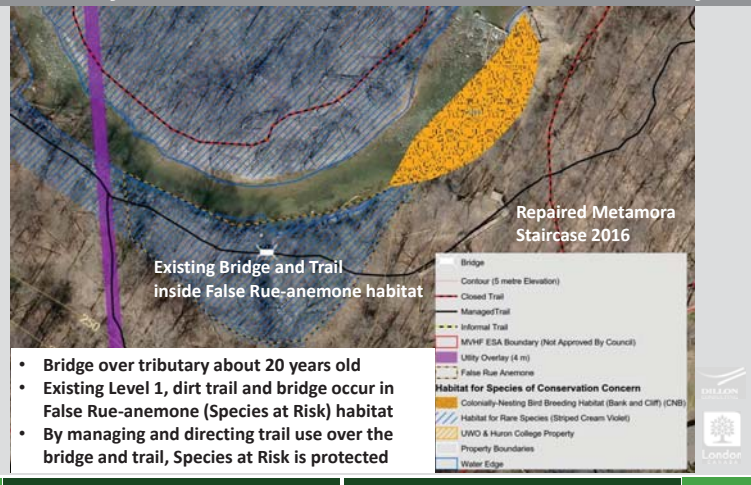 Repaired Metamora
Staircase 2016
Existing Bridge and Trail
inside False Rue-anemone habitat
250
• Bridge over tributary about 20 years old
• Existing Level 1, dirt trail and bridge occur in
False Rue-anemone (Species at Risk) habitat
• By managing and directing trail use over the
bridge and trail, Species at Risk is protected
Bridge
Contour (5 metre Elevation)
Closed Trail
ManagedTrail
Informal Trail
MVHF ESA Boundary (Not Approved By Council)
Utlity Overlay (4 m)
False Rue Anemone
Habitat for Species of Conservation Concern
Colonially-Nesting Bird Breeding Habitat (Bank and Cliff) (CNB)
Habitat for Rare Species (Striped Cream Violet)
UWO & Huron College Property
Property Boundaries
Water Edge
DILLON
London